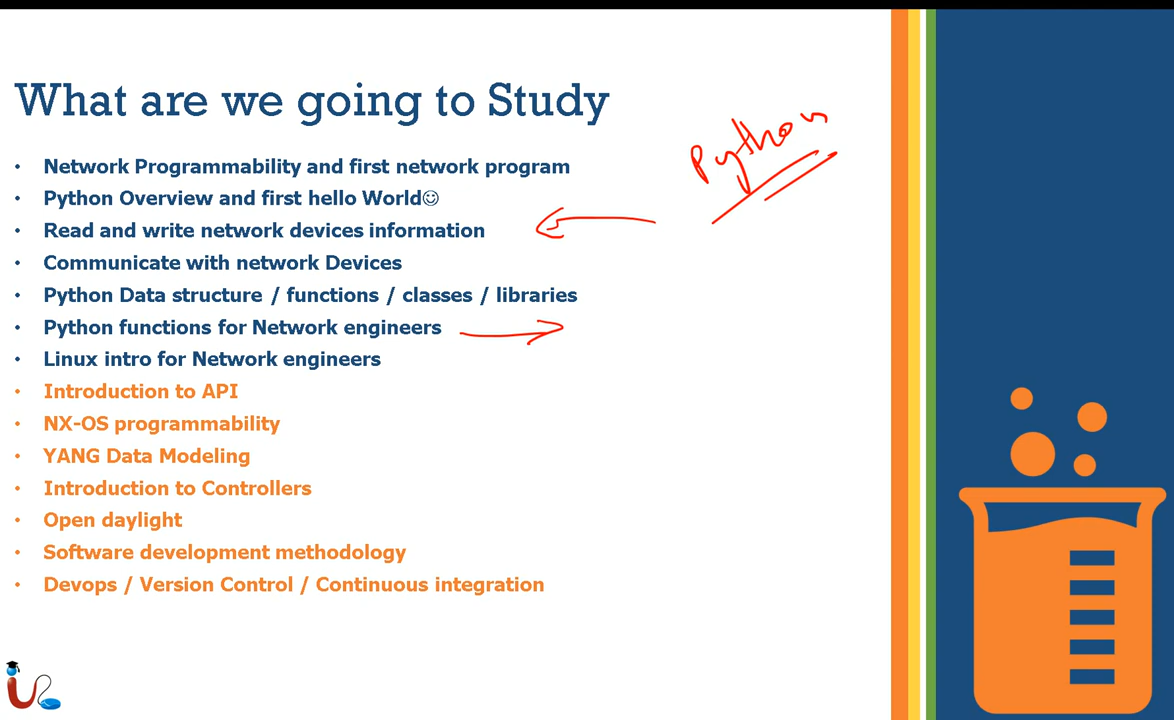 What are we going to Study
Python
• Network Programmability and first network program
• Python Overview and first hello World☺
• Read and write network devices information
• Communicate with network Devices
• Python Data structure / functions / classes / libraries
• Python functions for Network engineers
• Linux intro for Network engineers
• Introduction to API
• NX-OS programmability
• YANG Data Modeling
• Introduction to Controllers
• Open daylight
• Software development methodology
• Devops / Version Control / Continuous integration